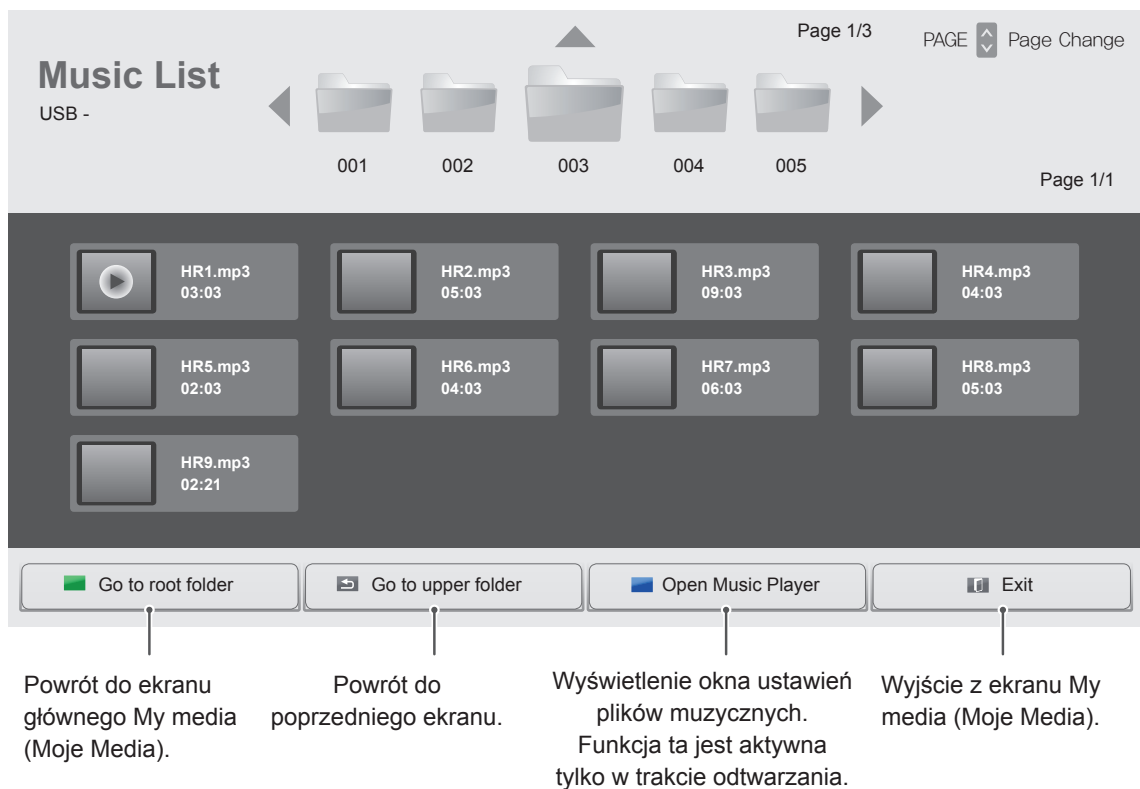 Page 1/3
PAGE Page Change
Music List
USB -
001 002 003 004 005
Page 1/1
HR1.mp3
03:03
HR2.mp3
05:03
HR3.mp3
09:03
HR4.mp3
04:03
HR5.mp3
02:03
HR6.mp3
04:03
HR7.mp3
06:03
HR8.mp3
05:03
HR9.mp3
02:21
Go to root folder
Go to upper folder
Open Music Player
Exit
Powrót do ekranu
głównego My media
(Moje Media).
Powrót do
poprzedniego ekranu.
Wyświetlenie okna ustawień
plików muzycznych.
Funkcja ta jest aktywna
tylko w trakcie odtwarzania.
Wyjście z ekranu My
media (Moje Media).